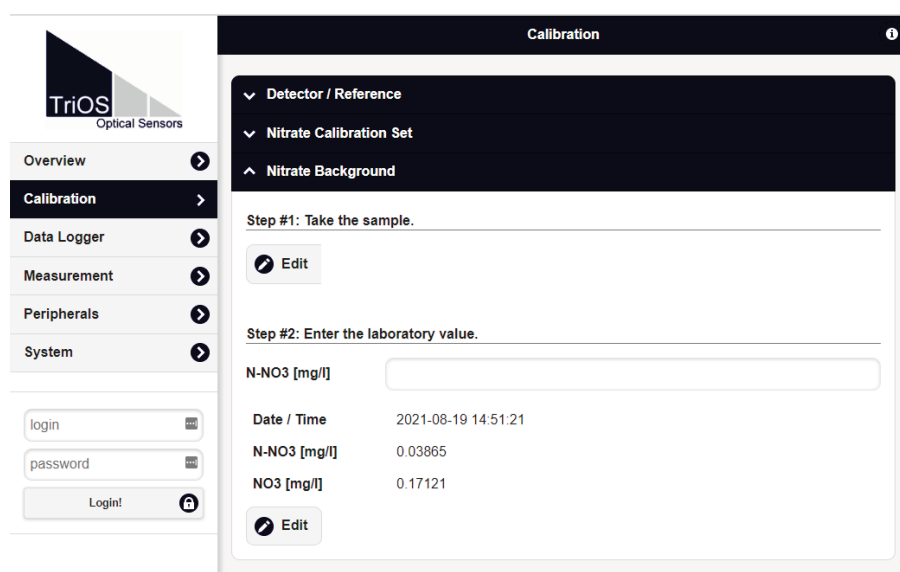 TriOS
Optical Sensors
Overview
Calibration
Data Logger
Measurement
Peripherals
System
login
password
Login!
Calibration
Detector / Reference
Nitrate Calibration Set
Nitrate Background
Step #1: Take the sample.
Edit
Step #2: Enter the laboratory value.
N-NO3 [mg/l]
Date / Time 2021-08-19 14:51:21
N-NO3 [mg/l] 0.03865
NO3 [mg/l] 0.17121
Edit